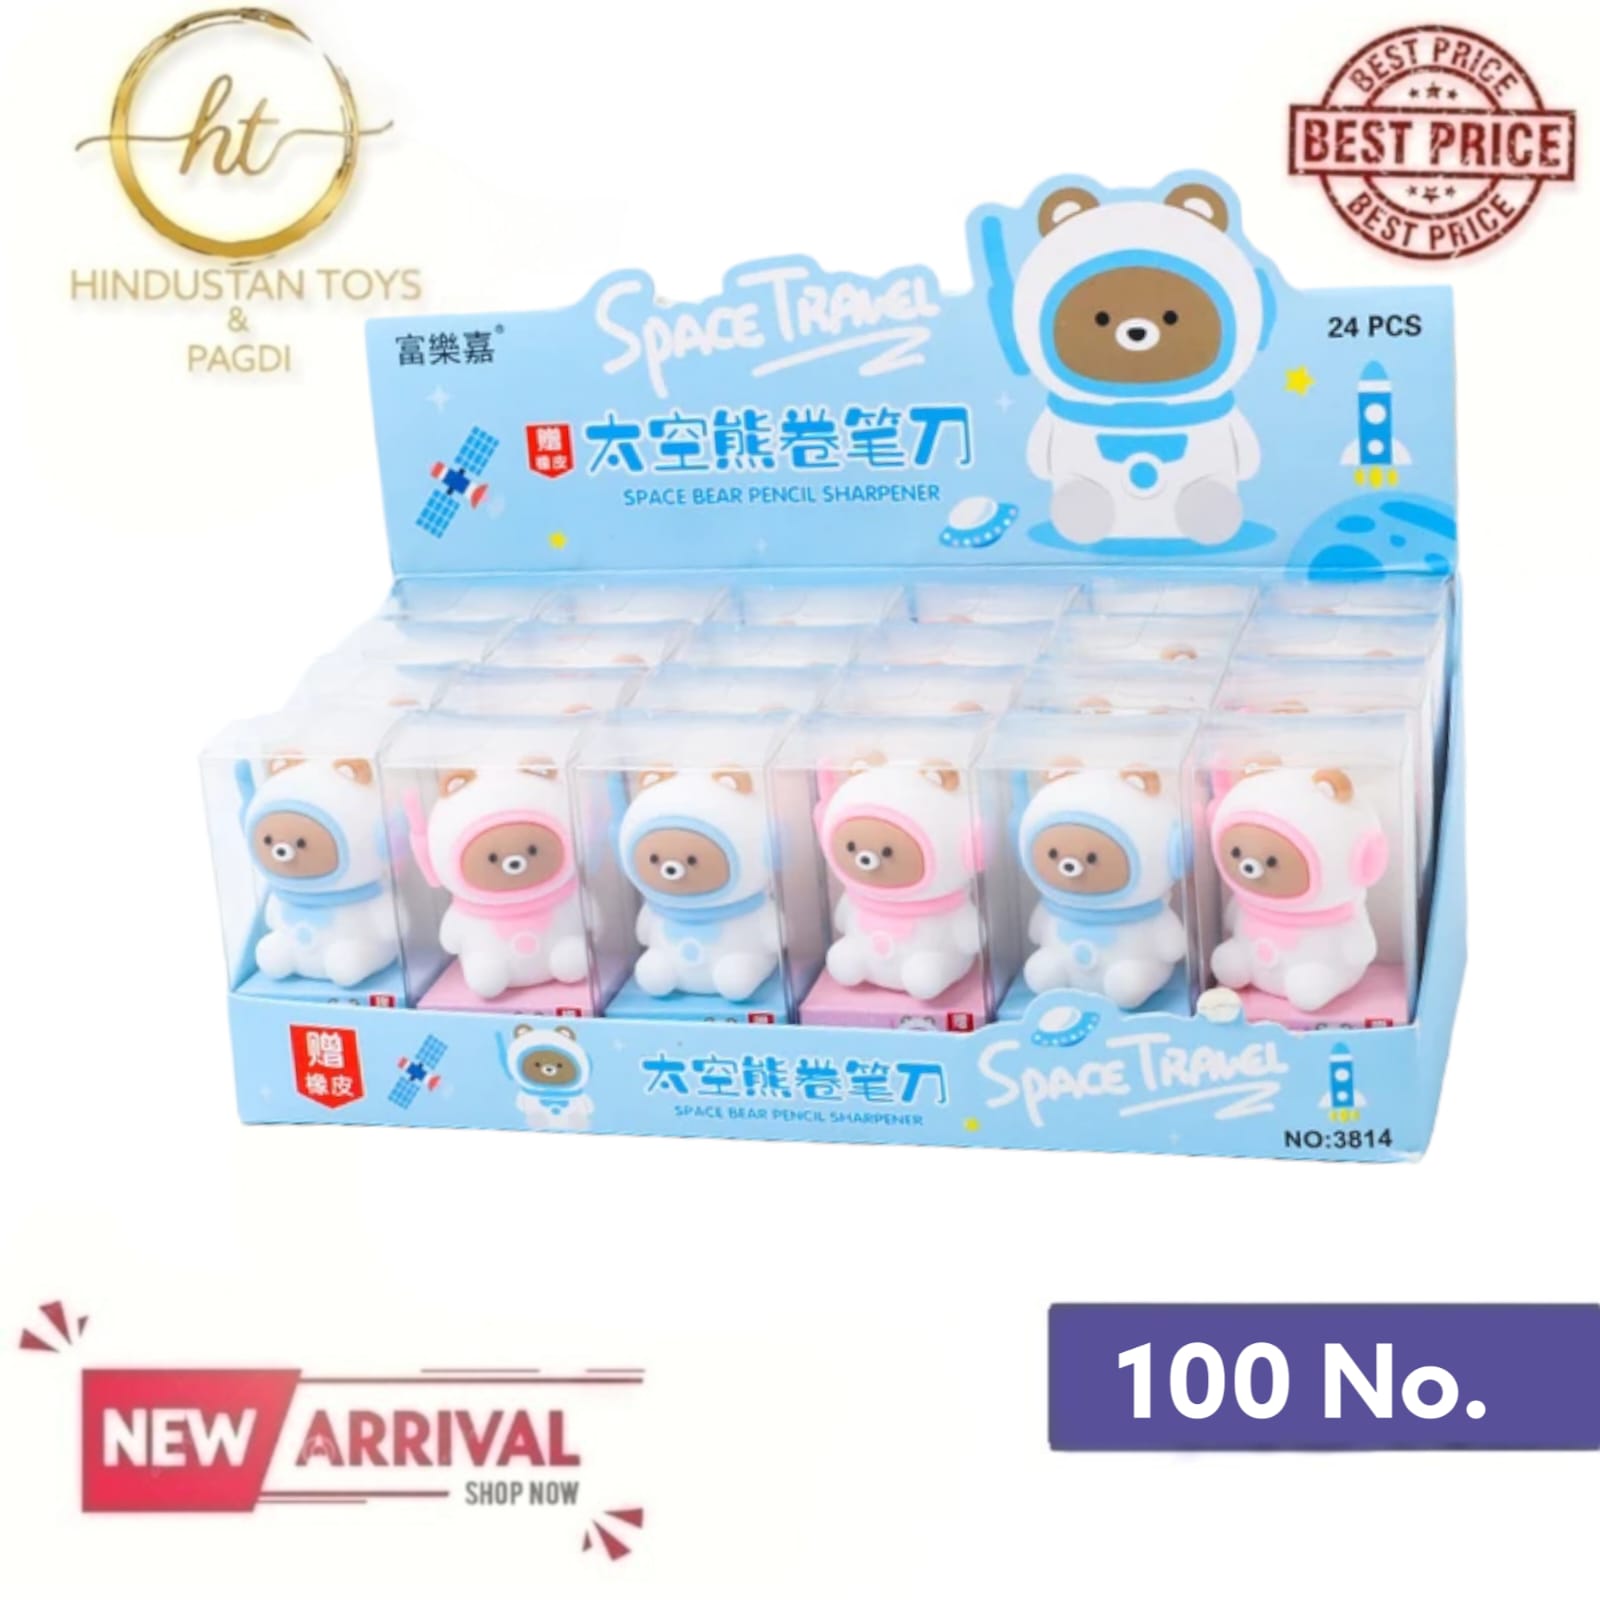 ht
HINDUSTAN TOYS
&
PAGDI
BEST PRICE
BEST PRICE
BEST PRICE
富樂嘉®
SPACE TRAVEL
24 PCS
赠
橡皮
太空熊卷笔刀
SPACE BEAR PENCIL SHARPENER
赠
橡皮
太空熊卷笔刀
SPACE BEAR PENCIL SHARPENER
SPACE TRAVEL
NO:3814
NEW ARRIVAL
SHOP NOW
100 No.